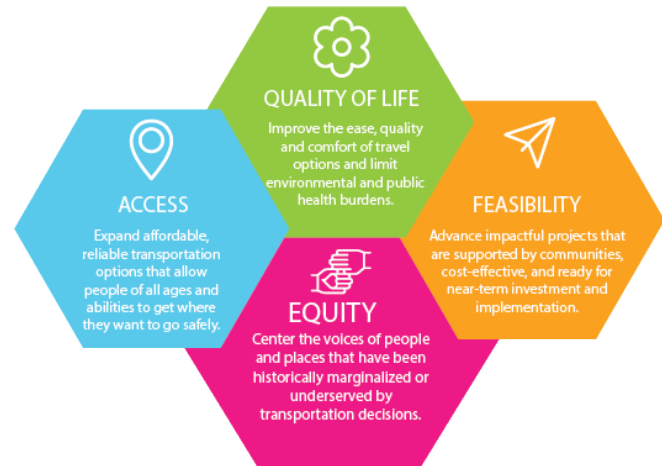 QUALITY OF LIFE
Improve the ease, quality
and comfort of travel
options and limit
environmental and public
health burdens.
ACCESS
Expand affordable,
reliable transportation
options that allow
people of all ages and
abilities to get where
they want to go safely.
FEASIBILITY
Advance impactful projects that
are supported by communities,
cost-effective, and ready for
near-term investment and
implementation.
EQUITY
Center the voices of people
and places that have been
historically marginalized or
underserved by
transportation decisions.